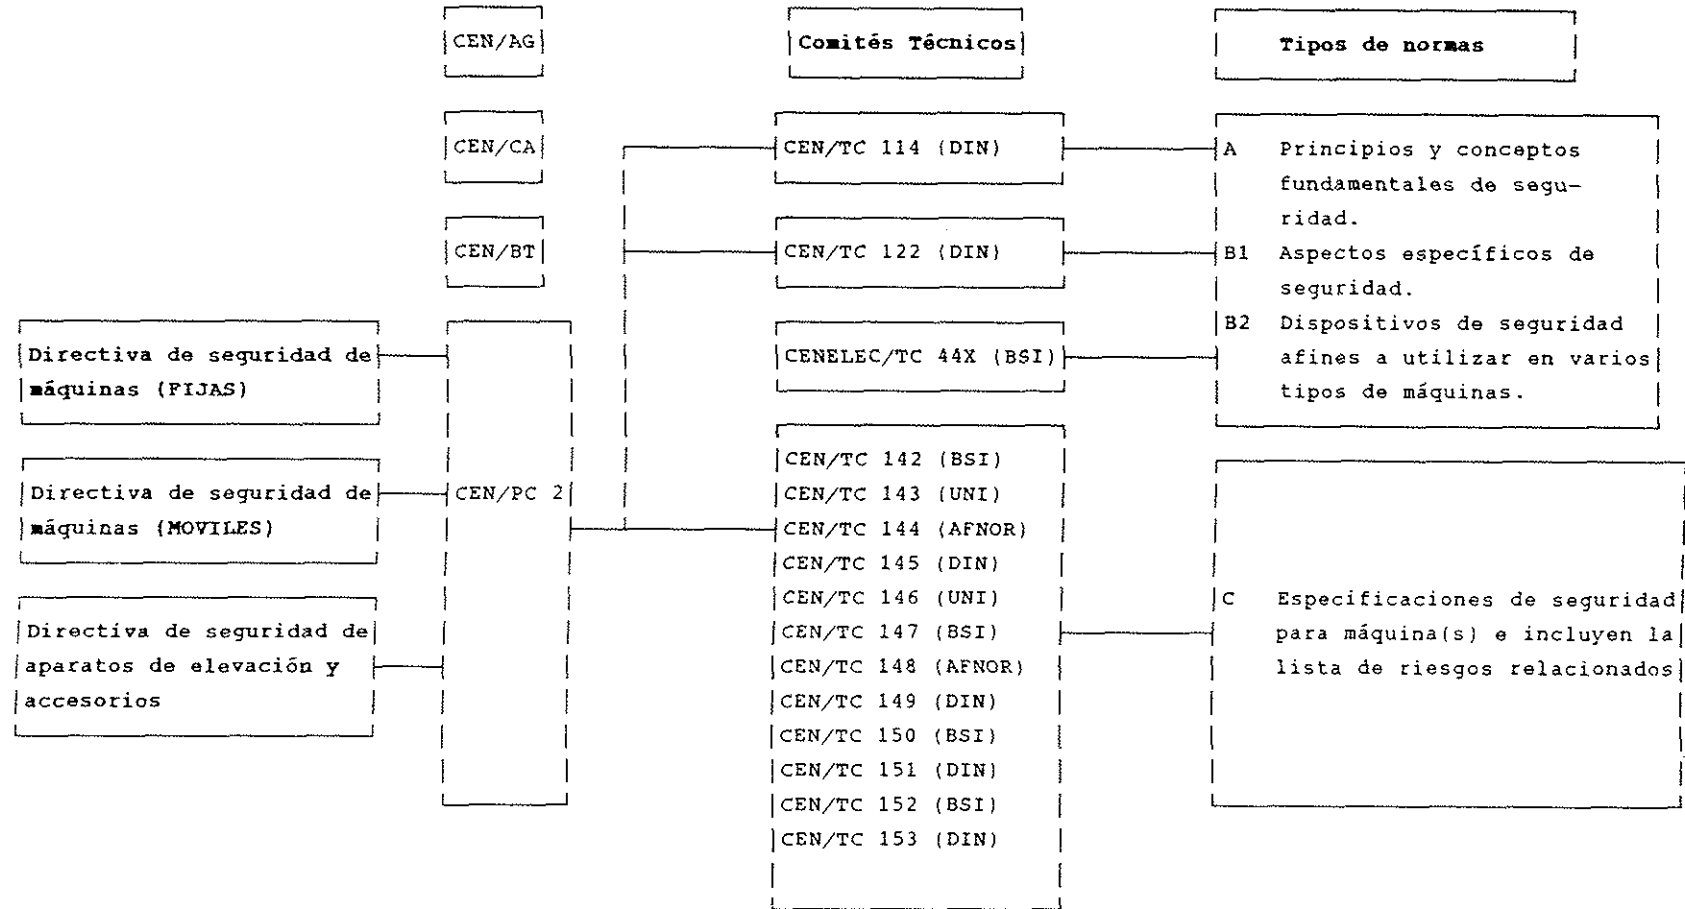 CEN/AG
Comités Técnicos
Tipos de normas
CEN/CA
CEN/TC 114 (DIN)
A Principios y conceptos
fundamentales de segu-
ridad.
CEN/BT
CEN/TC 122 (DIN)
B1 Aspectos específicos de
seguridad.
B2 Dispositivos de seguridad
afines a utilizar en varios
tipos de máquinas.
Directiva de seguridad de
máquinas (FIJAS)
CENELEC/TC 44X (BSI)
Directiva de seguridad de
máquinas (MOVILES)
CEN/PC 2
Directiva de seguridad de
aparatos de elevación y
accesorios
CEN/TC 142 (BSI)
CEN/TC 143 (UNI)
CEN/TC 144 (AFNOR)
CEN/TC 145 (DIN)
CEN/TC 146 (UNI)
CEN/TC 147 (BSI)
CEN/TC 148 (AFNOR)
CEN/TC 149 (DIN)
CEN/TC 150 (BSI)
CEN/TC 151 (DIN)
CEN/TC 152 (BSI)
CEN/TC 153 (DIN)
C Especificaciones de seguridad
para máquina(s) e incluyen la
lista de riesgos relacionados